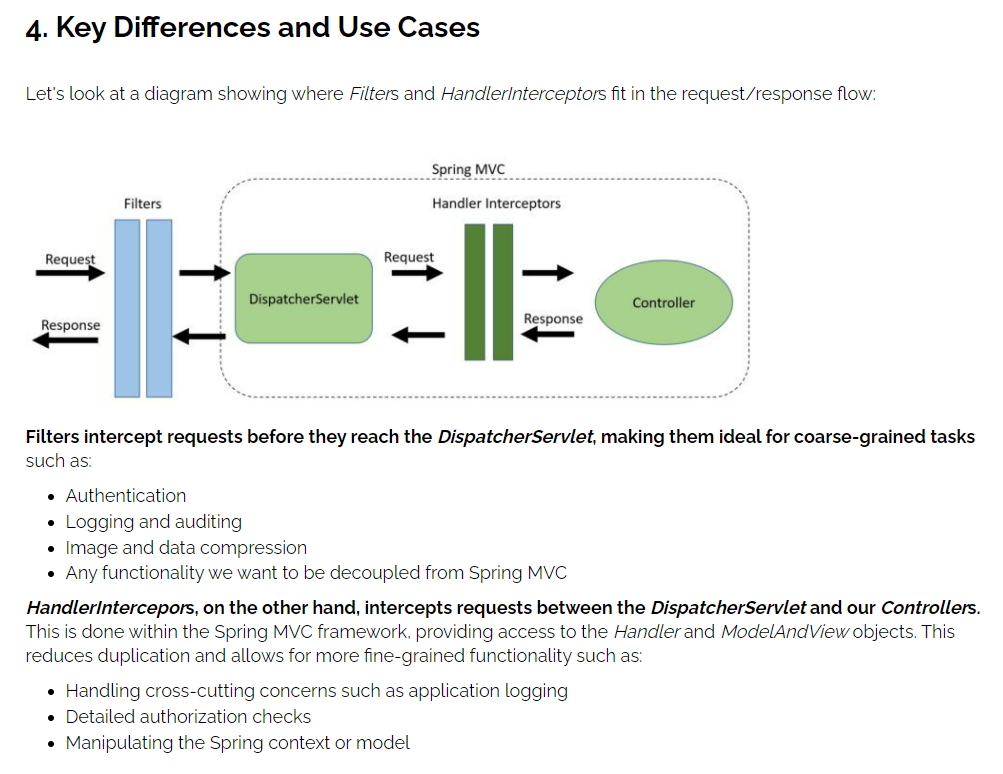 4. Key Differences and Use Cases
Let's look at a diagram showing where Filters and HandlerInterceptors fit in the request/response flow:
Spring MVC
Filters
Handler Interceptors
Request
Request
DispatcherServlet
Controller
Response
Response
Filters intercept requests before they reach the DispatcherServlet, making them ideal for coarse-grained tasks
such as:
• Authentication
• Logging and auditing
• Image and data compression
• Any functionality we want to be decoupled from Spring MVC
HandlerIntercepors, on the other hand, intercepts requests between the DispatcherServlet and our Controllers.
This is done within the Spring MVC framework, providing access to the Handler and ModelAndView objects. This
reduces duplication and allows for more fine-grained functionality such as:
• Handling cross-cutting concerns such as application logging
• Detailed authorization checks
• Manipulating the Spring context or model